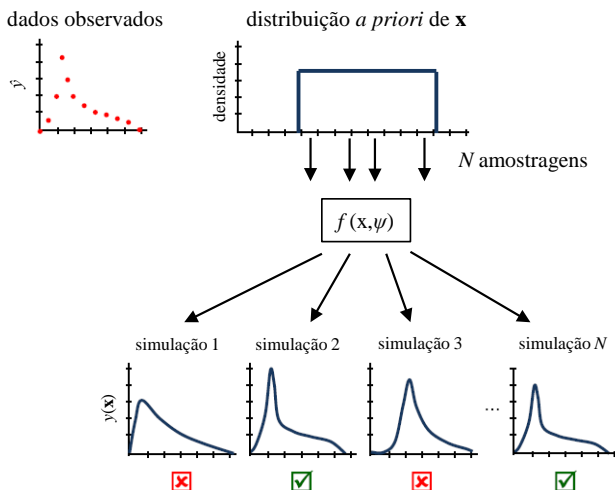 dados observados
distribuição a priori de x
ŷ
densidade
N amostragens
f (x,ψ)
simulação 1
simulação 2
simulação 3
simulação N
y(x)
...